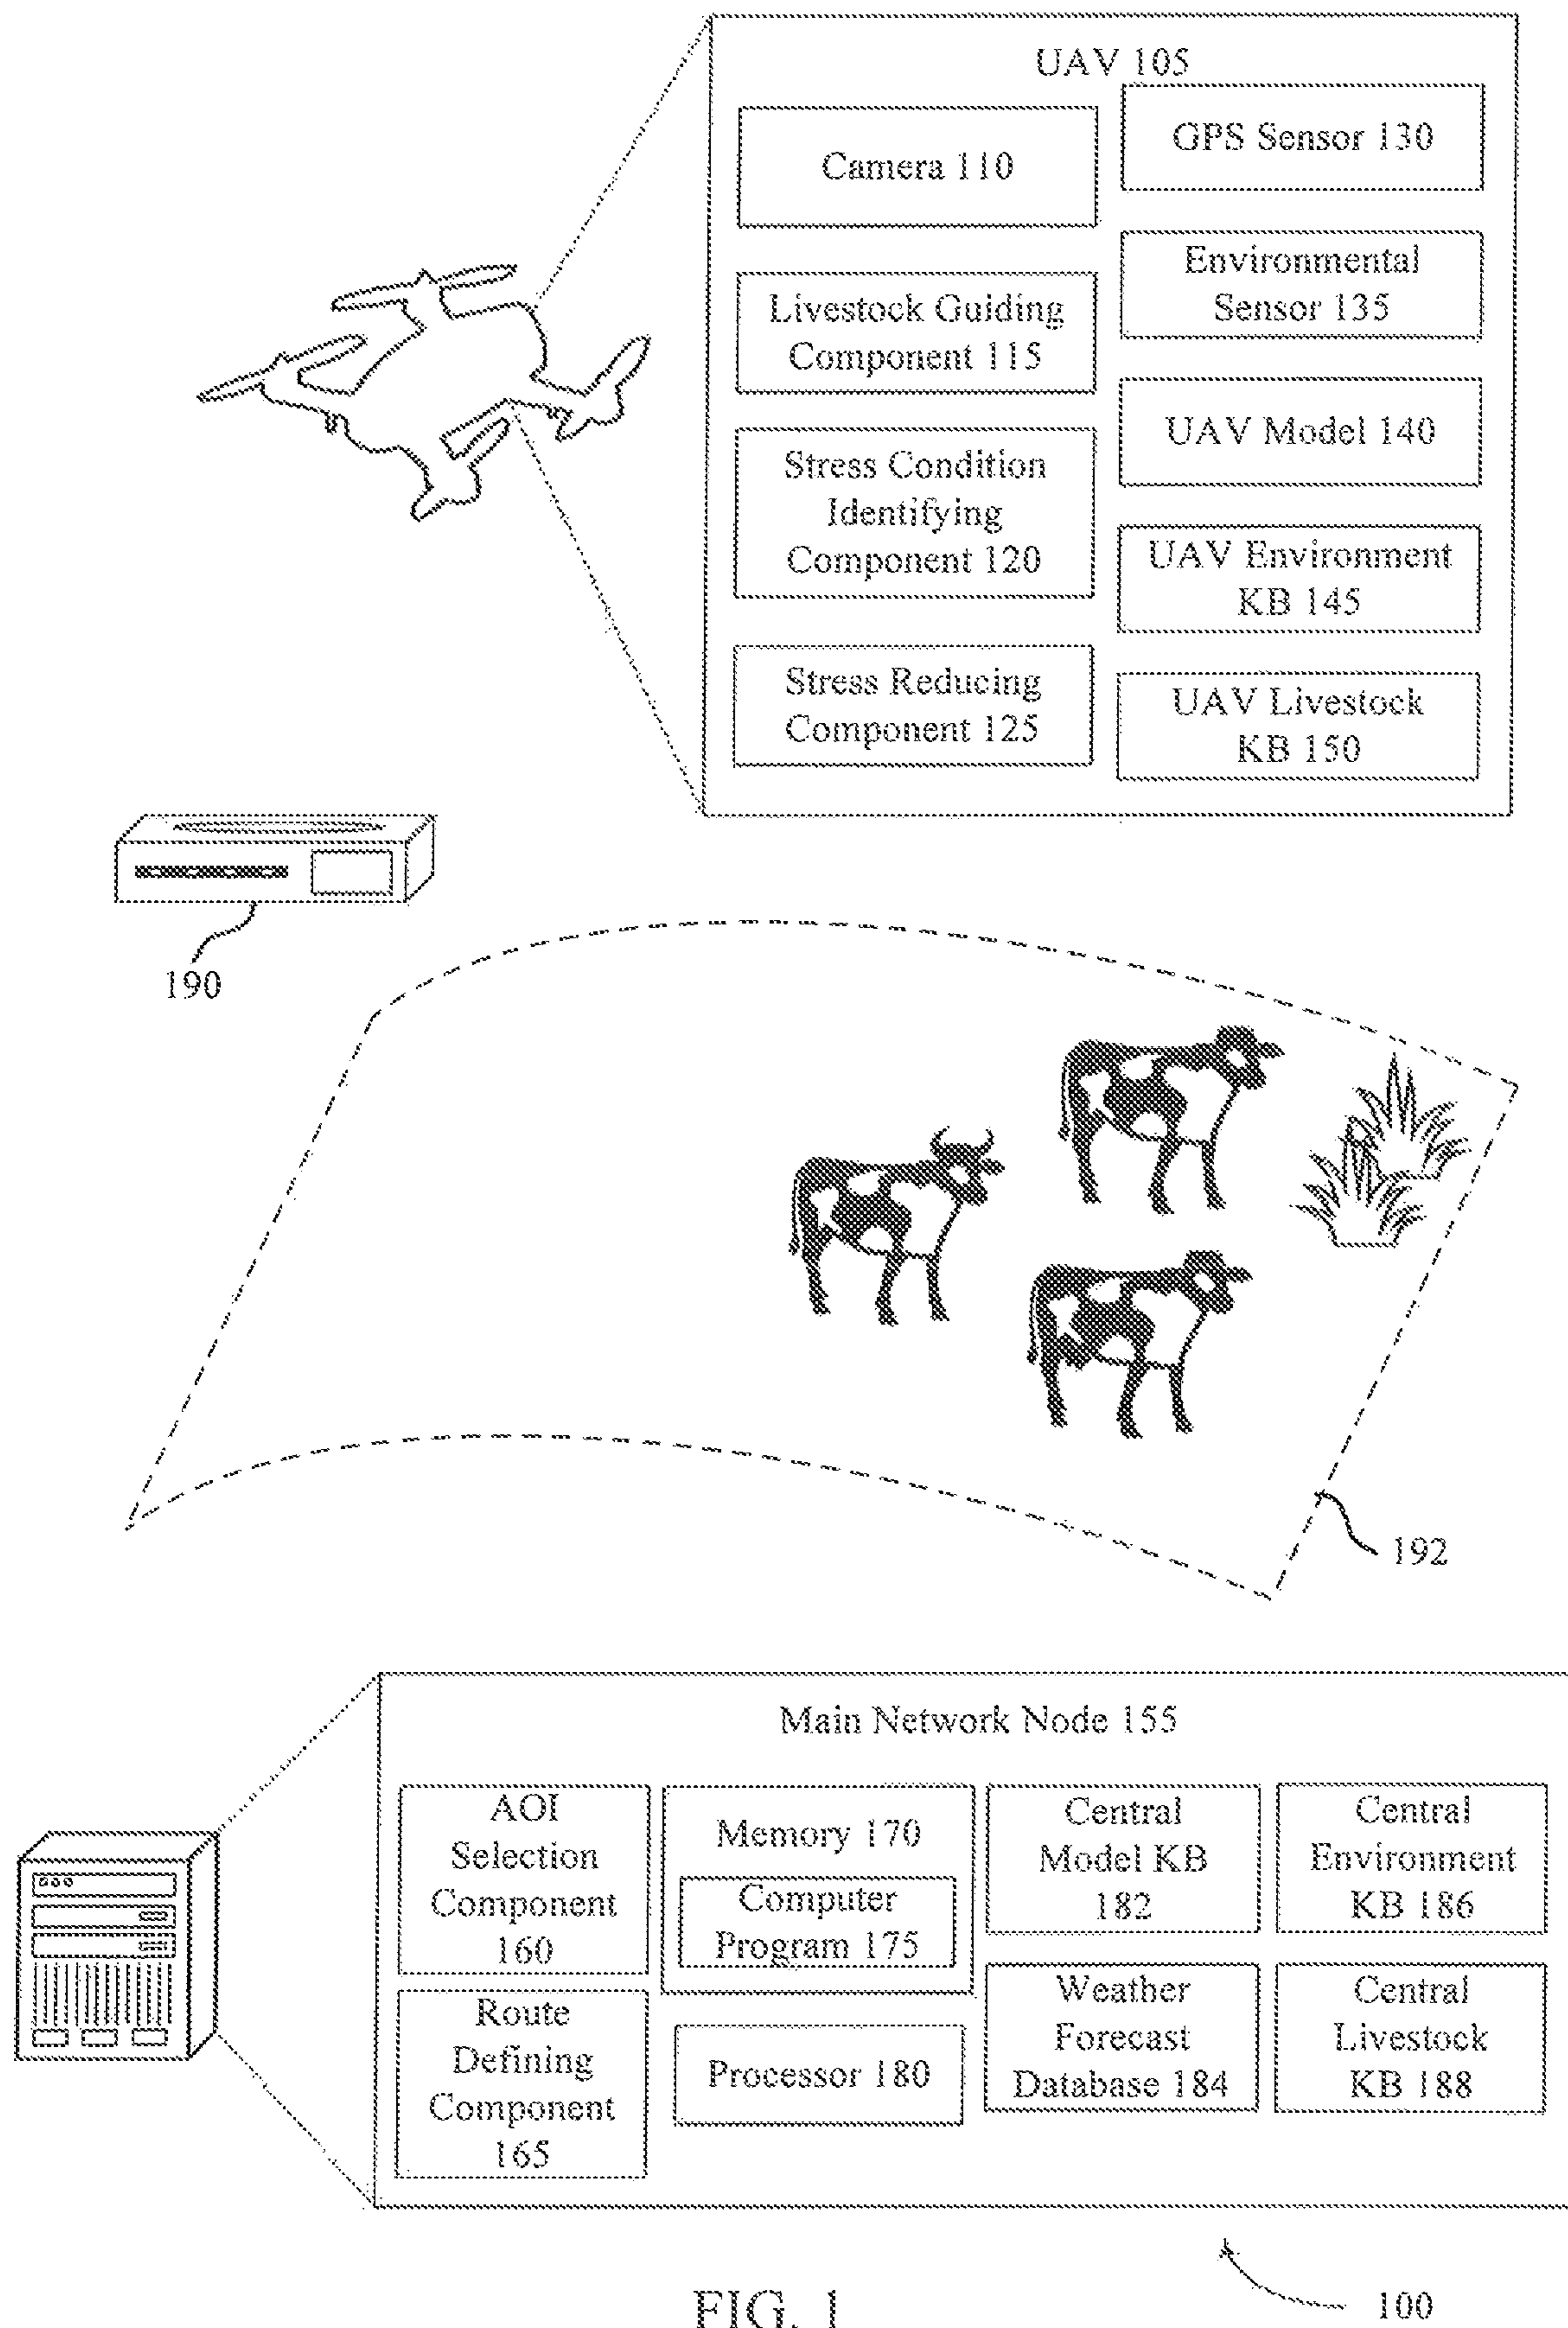 UAV 105
Camera 110
Livestock Guiding
Component 115
Stress Condition
Identifying
Component 120
Stress Reducing
Component 125
GPS Sensor 130
Environmental
Sensor 135
UAV Model 140
UAV Environment
KB 145
UAV Livestock
KB 150
190
192
Main Network Node 155
AOI
Selection
Component
160
Route
Defining
Component
165
Memory 170
Computer
Program 175
Processor 180
Central
Model KB
182
Weather
Forecast
Database 184
Central
Environment
KB 186
Central
Livestock
KB 188
100
FIG. 1